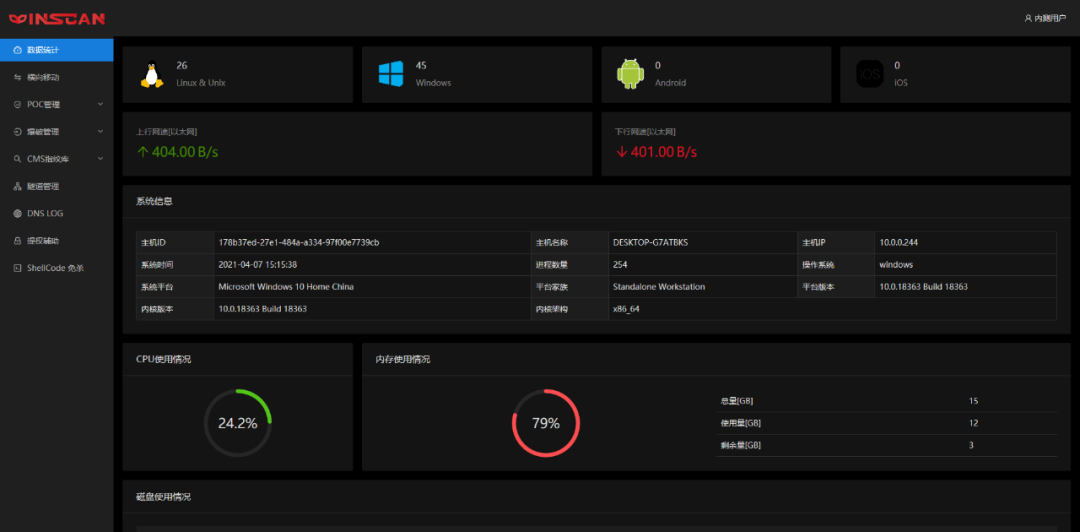 INSCAN
内测用户
数据统计
横向移动
POC管理
爆破管理
CMS指纹库
隧道管理
DNS LOG
提权辅助
ShellCode 免杀
26
Linux & Unix
45
Windows
0
Android
iOS
0
iOS
上行网速[以太网]
404.00 B/s
下行网速[以太网]
401.00 B/s
系统信息
主机ID 178b37ed-27e1-484a-a334-97f00e7739cb 主机名称 DESKTOP-G7ATBKS 主机IP 10.0.0.244
系统时间 2021-04-07 15:15:38 进程数量 254 操作系统 windows
系统平台 Microsoft Windows 10 Home China 平台家族 Standalone Workstation 平台版本 10.0.18363 Build 18363
内核版本 10.0.18363 Build 18363 内核架构 x86_64
CPU使用情况
24.2%
内存使用情况
79%
总量[GB] 15
使用量[GB] 12
剩余量[GB] 3
磁盘使用情况